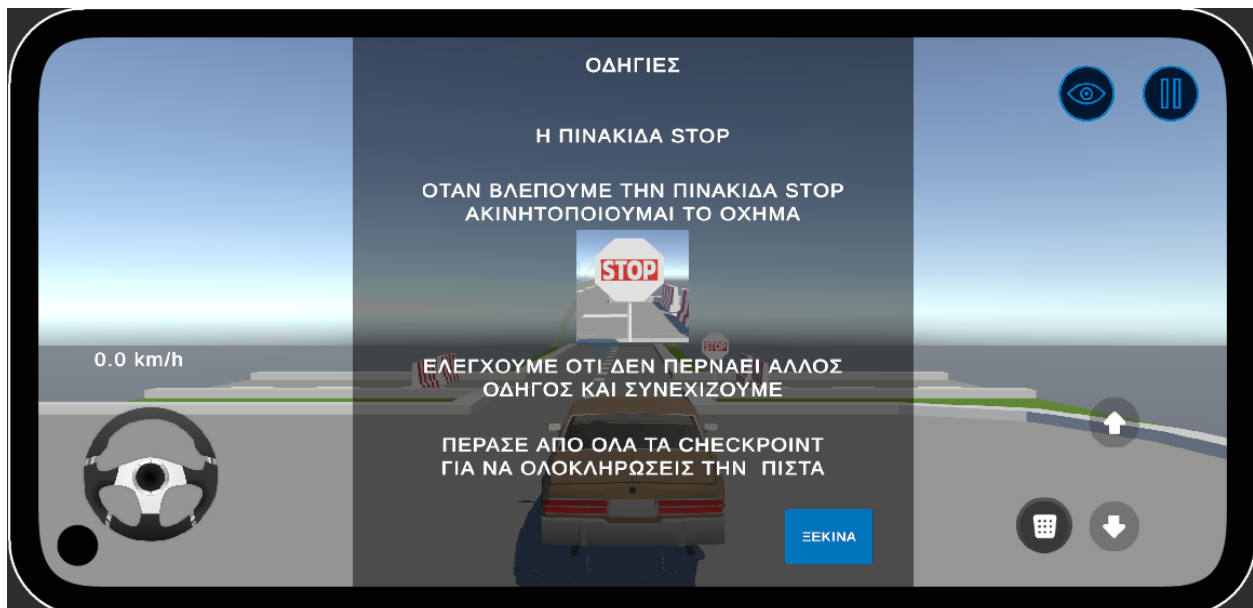 ΟΔΗΓΙΕΣ
Η ΠΙΝΑΚΙΔΑ STOP
ΟΤΑΝ ΒΛΕΠΟΥΜΕ ΤΗΝ ΠΙΝΑΚΙΔΑ STOP
ΑΚΙΝΗΤΟΠΟΙΟΥΜΑΙ ΤΟ ΟΧΗΜΑ
STOP
STOP
0.0 km/h
ΕΛΕΓΧΟΥΜΕ ΟΤΙ ΔΕΝ ΠΕΡΝΑΕΙ ΑΛΛΟΣ
ΟΔΗΓΟΣ ΚΑΙ ΣΥΝΕΧΙΖΟΥΜΕ
ΠΕΡΑΣΕ ΑΠΟ ΟΛΑ ΤΑ CHECKPOINT
ΓΙΑ ΝΑ ΟΛΟΚΛΗΡΩΣΕΙΣ ΤΗΝ ΠΙΣΤΑ
ΞΕΚΙΝΑ